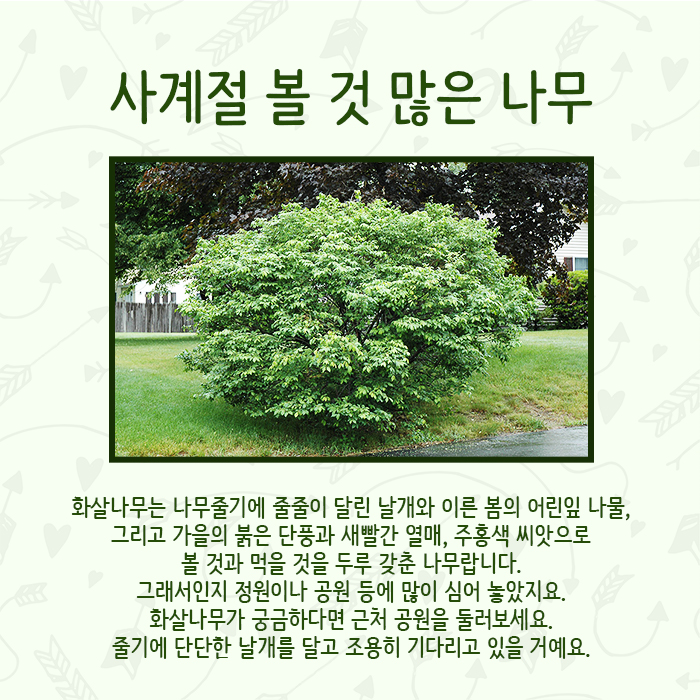 사계절 볼 것 많은 나무
화살나무는 나무줄기에 줄줄이 달린 날개와 이른 봄의 어린잎 나물,
그리고 가을의 붉은 단풍과 새빨간 열매, 주홍색 씨앗으로
볼 것과 먹을 것을 두루 갖춘 나무랍니다.
그래서인지 정원이나 공원 등에 많이 심어 놓았지요.
화살나무가 궁금하다면 근처 공원을 둘러보세요.
줄기에 단단한 날개를 달고 조용히 기다리고 있을 거예요.